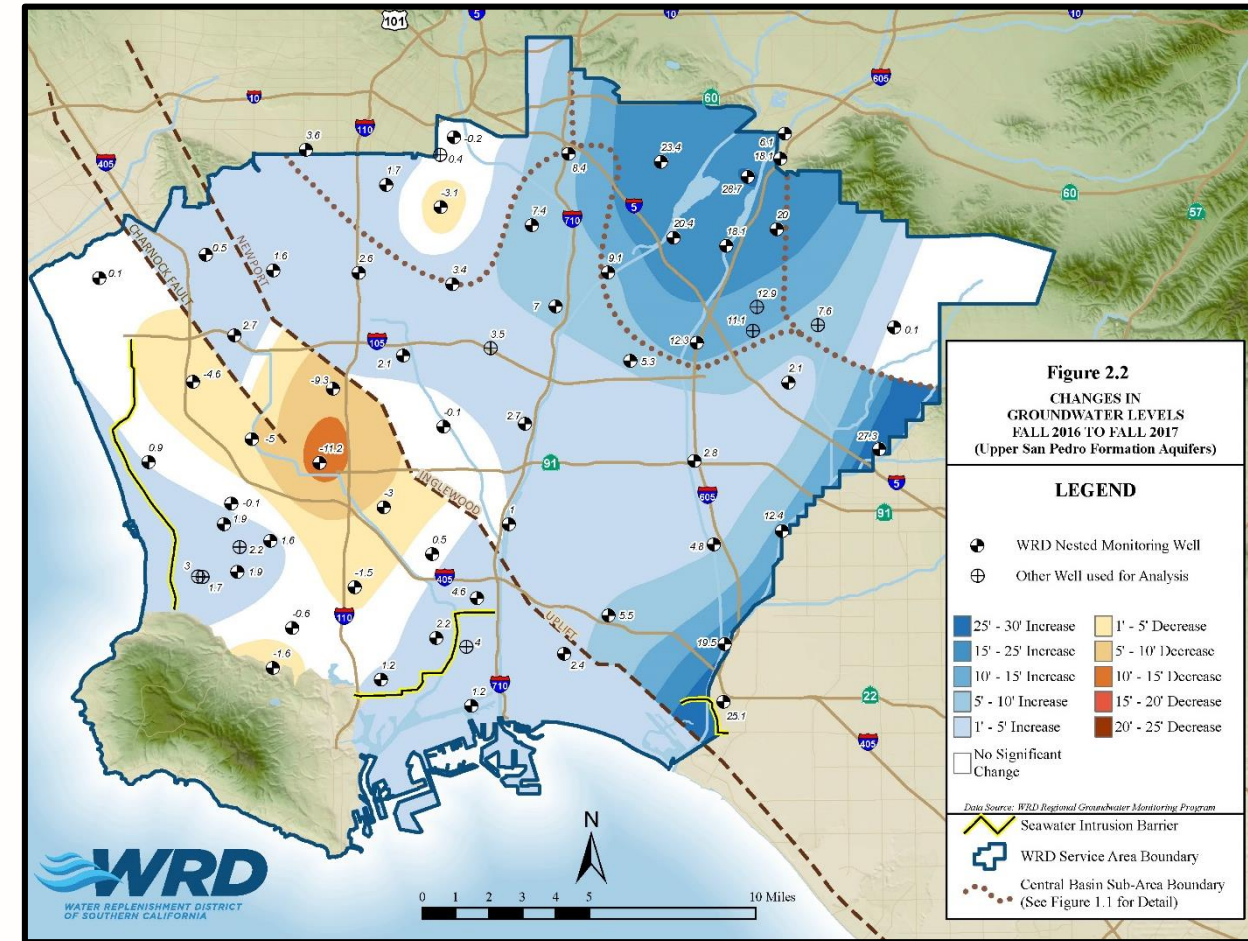 101
5
10
10
605
60
10
110
405
60
57
3.6
-0.2
0.4
1.7
-3.1
8.4
23.4
6.1
18.1
28.7
5
710
7.4
20.4
18.1
20
CHARNOCK FAULT
NEWPORT
0.5
1.6
2.6
3.4
9.1
0.1
7
12.9
11.1
7.6
0.1
2.7
105
2.1
3.5
12.3
5.3
2.1
-4.6
-9.3
-0.1
2.7
-5
-11.2
0.9
91
2.8
27.3
5
INGLEWOOD
605
91
-3
-0.1
1.9
1
12.4
1.6
2.2
0.5
4.8
3
1.7
1.9
405
-1.5
4.6
110
-0.6
5.5
UPLIFT
2.2
4
19.5
-1.6
2.4
1.2
710
1.2
22
25.1
405
Figure 2.2
CHANGES IN
GROUNDWATER LEVELS
FALL 2016 TO FALL 2017
(Upper San Pedro Formation Aquifers)
LEGEND
WRD Nested Monitoring Well
Other Well used for Analysis
25' - 30' Increase
1' - 5' Decrease
15' - 25' Increase
5' - 10' Decrease
10' - 15' Increase
10' - 15' Decrease
5' - 10' Increase
15' - 20' Decrease
1' - 5' Increase
20' - 25' Decrease
No Significant
Change
Data Source: WRD Regional Groundwater Monitoring Program
Seawater Intrusion Barrier
WRD Service Area Boundary
Central Basin Sub-Area Boundary
(See Figure 1.1 for Detail)
N
0 1 2 3 4 5 10 Miles
WRD
WATER REPLENISHMENT DISTRICT
OF SOUTHERN CALIFORNIA